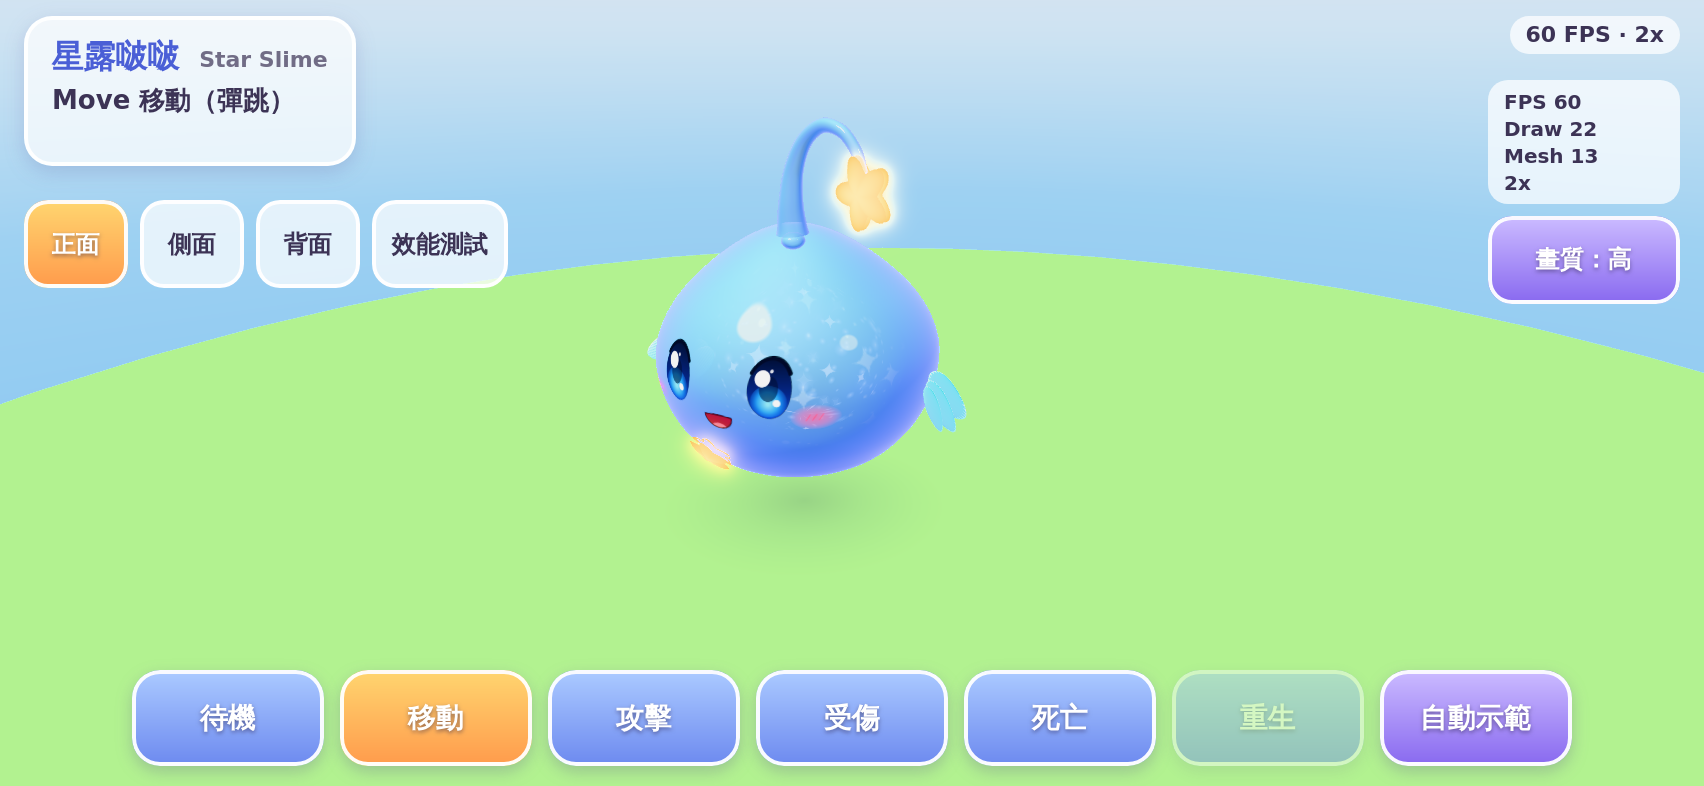 星露啵啵 Star Slime
Move 移動（彈跳）
60 FPS · 2x
FPS 60
Draw 22
Mesh 13
2x
正面
側面
背面
效能測試
畫質：高
待機
移動
攻擊
受傷
死亡
重生
自動示範